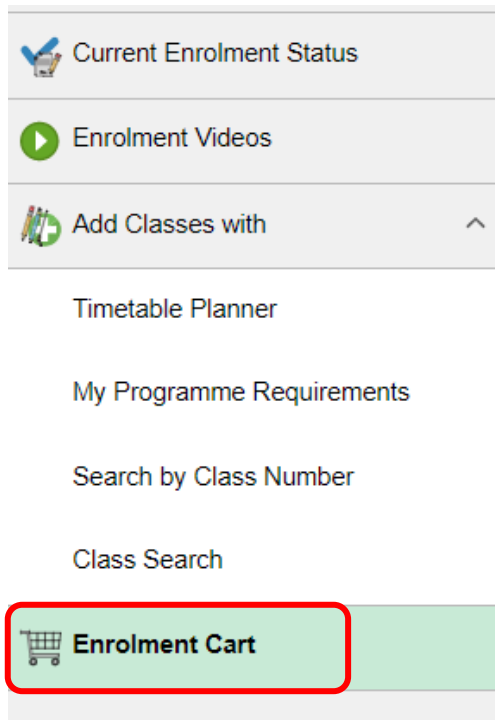 Current Enrolment Status
Enrolment Videos
Add Classes with
Timetable Planner
My Programme Requirements
Search by Class Number
Class Search
Enrolment Cart